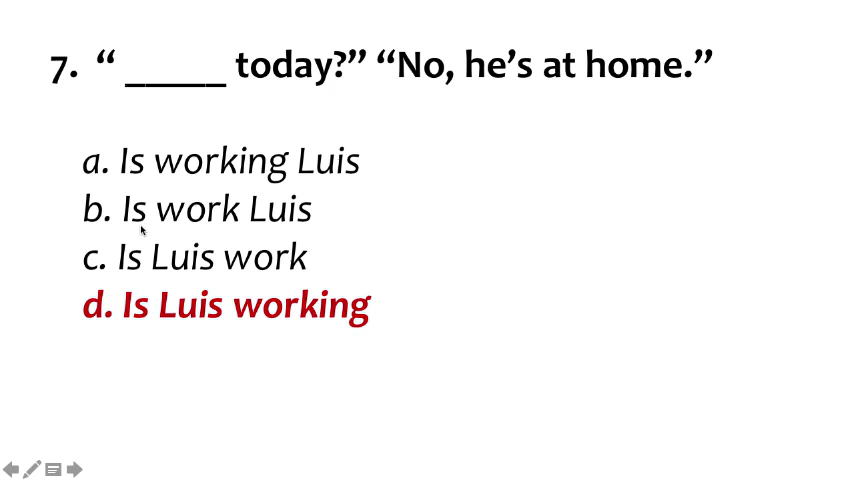 7. “ _____ today?” “No, he’s at home.”
a. Is working Luis
b. Is work Luis
c. Is Luis work
d. Is Luis working